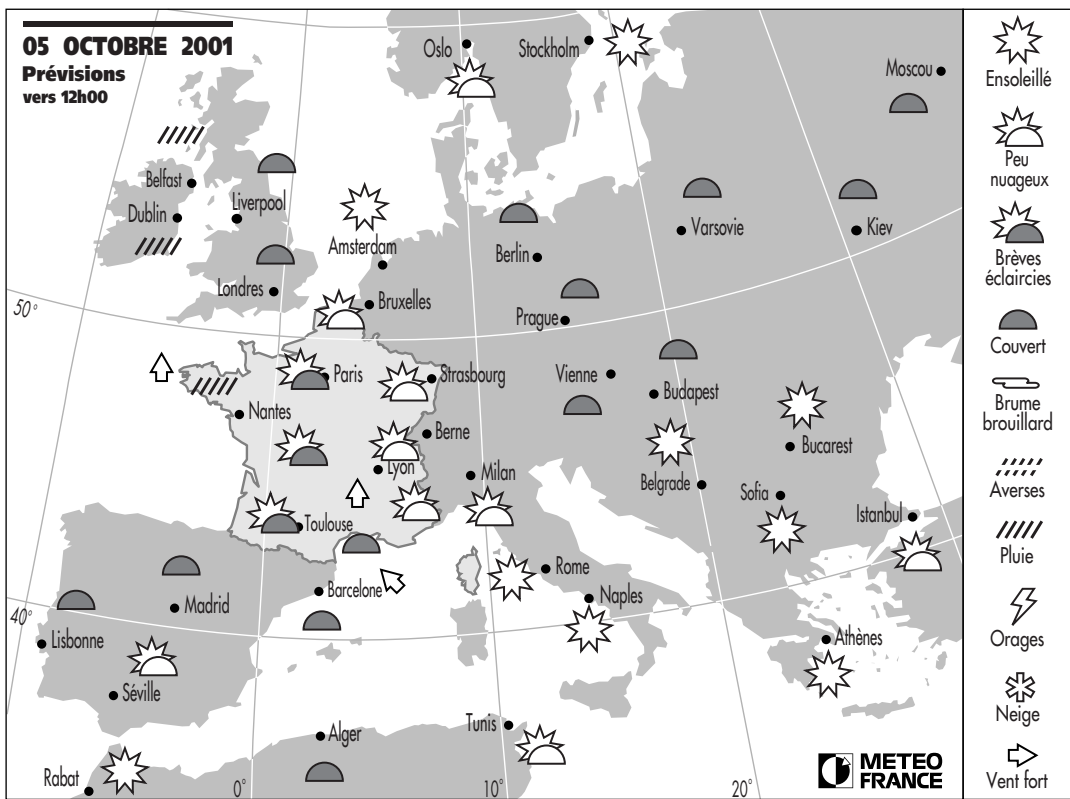 05 OCTOBRE 2001
Prévisions
vers 12h00
Oslo
Stockholm
Moscou
Belfast
Dublin
Liverpool
Amsterdam
Berlin
Varsovie
Kiev
Londres
Bruxelles
50°
Prague
Paris
Strasbourg
Vienne
Budapest
Nantes
Berne
Bucarest
Lyon
Milan
Belgrade
Sofia
Istanbul
Toulouse
Rome
Barcelone
Naples
Madrid
40°
Lisbonne
Athènes
Séville
Alger
Tunis
Rabat
0°
10°
20°
METEO
FRANCE
Ensoleillé
Peu
nuageux
Brèves
éclaircies
Couvert
Brume
brouillard
Averses
Pluie
Orages
Neige
Vent fort